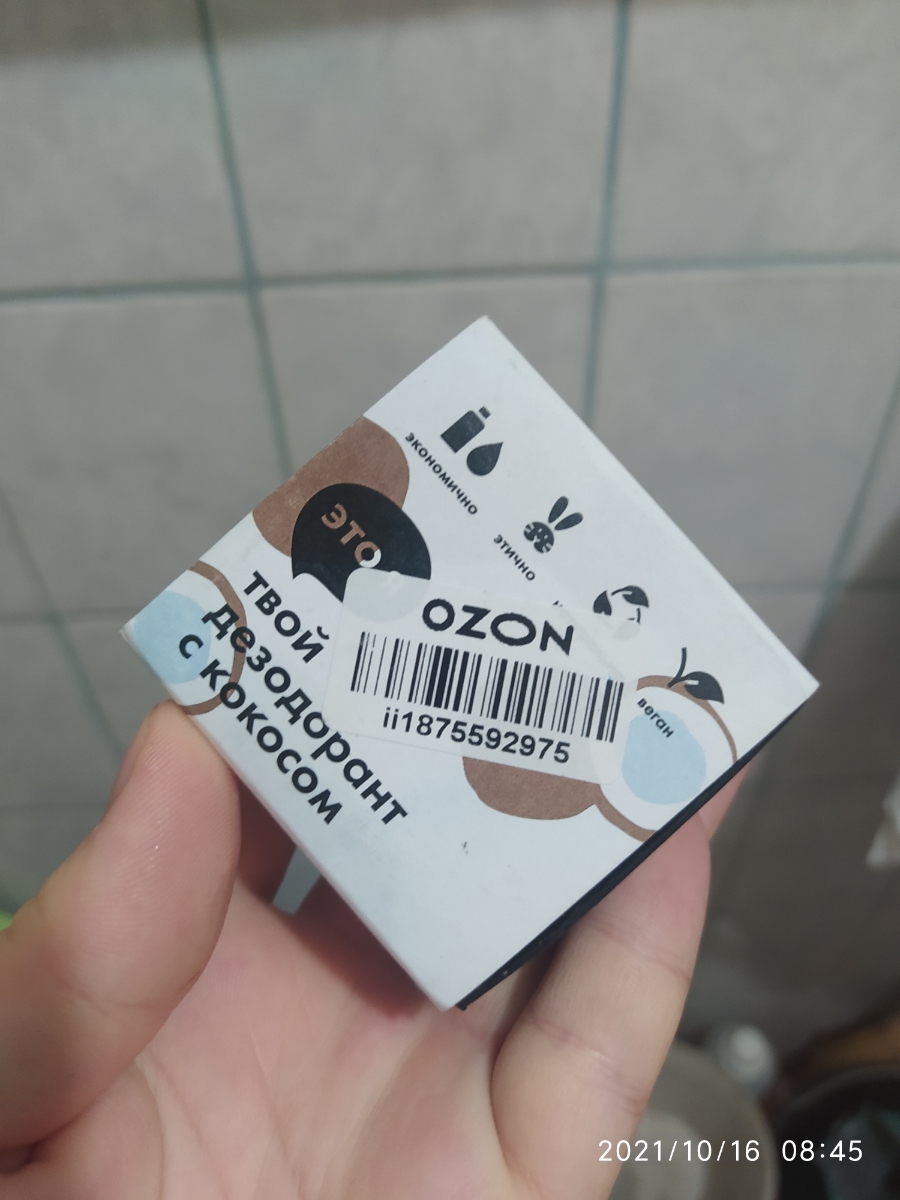 экономично
этично
веган
это
твой
дезодорант
с кокосом
OZON
ii1875592975
2021/10/16 08:45